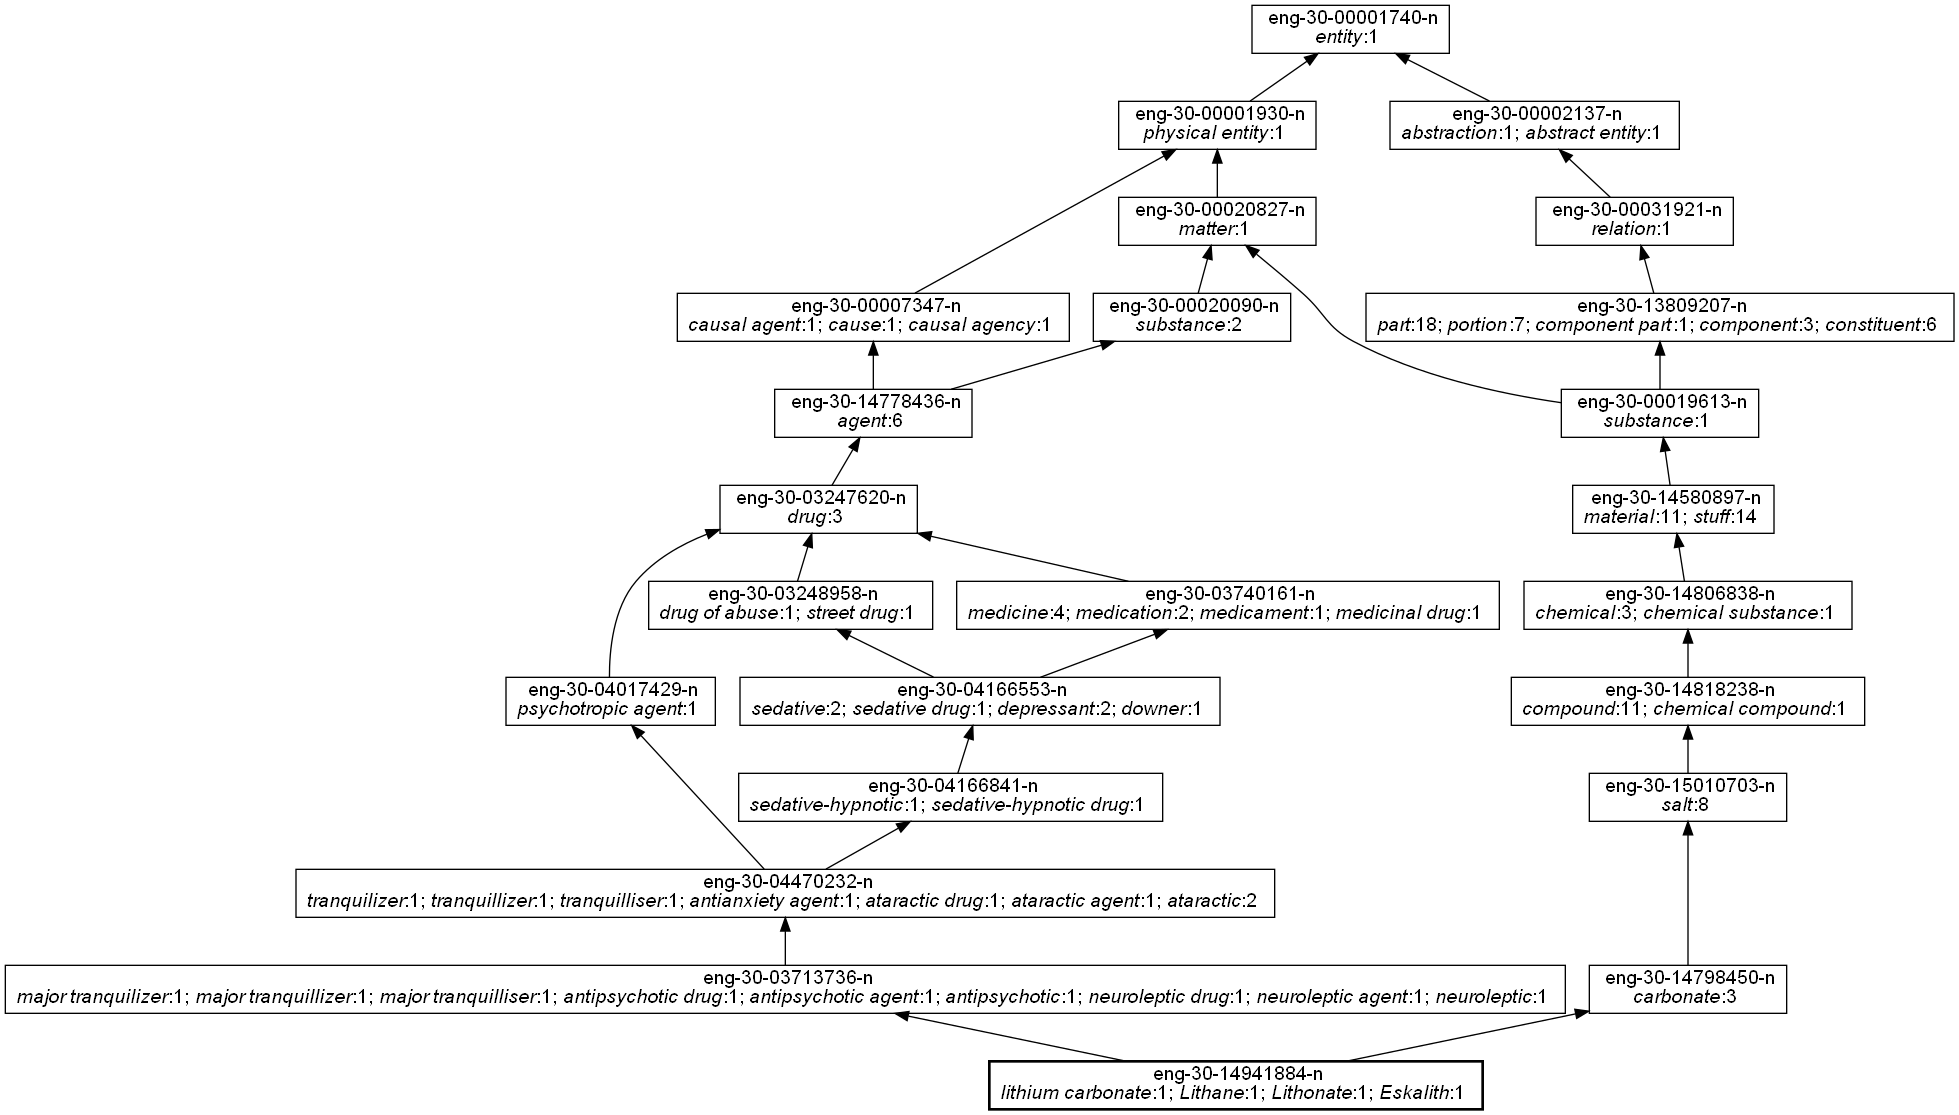 eng-30-00001740-n
entity:1
eng-30-00001930-n
physical entity:1
eng-30-00002137-n
abstraction:1; abstract entity:1
eng-30-00020827-n
matter:1
eng-30-00031921-n
relation:1
eng-30-00007347-n
causal agent:1; cause:1; causal agency:1
eng-30-00020090-n
substance:2
eng-30-13809207-n
part:18; portion:7; component part:1; component:3; constituent:6
eng-30-14778436-n
agent:6
eng-30-00019613-n
substance:1
eng-30-03247620-n
drug:3
eng-30-14580897-n
material:11; stuff:14
eng-30-03248958-n
drug of abuse:1; street drug:1
eng-30-03740161-n
medicine:4; medication:2; medicament:1; medicinal drug:1
eng-30-14806838-n
chemical:3; chemical substance:1
eng-30-04017429-n
psychotropic agent:1
eng-30-04166553-n
sedative:2; sedative drug:1; depressant:2; downer:1
eng-30-14818238-n
compound:11; chemical compound:1
eng-30-04166841-n
sedative-hypnotic:1; sedative-hypnotic drug:1
eng-30-15010703-n
salt:8
eng-30-04470232-n
tranquilizer:1; tranquillizer:1; tranquilliser:1; antianxiety agent:1; ataractic drug:1; ataractic agent:1; ataractic:2
eng-30-03713736-n
major tranquilizer:1; major tranquillizer:1; major tranquilliser:1; antipsychotic drug:1; antipsychotic agent:1; antipsychotic:1; neuroleptic drug:1; neuroleptic agent:1; neuroleptic:1
eng-30-14798450-n
carbonate:3
eng-30-14941884-n
lithium carbonate:1; Lithane:1; Lithonate:1; Eskalith:1